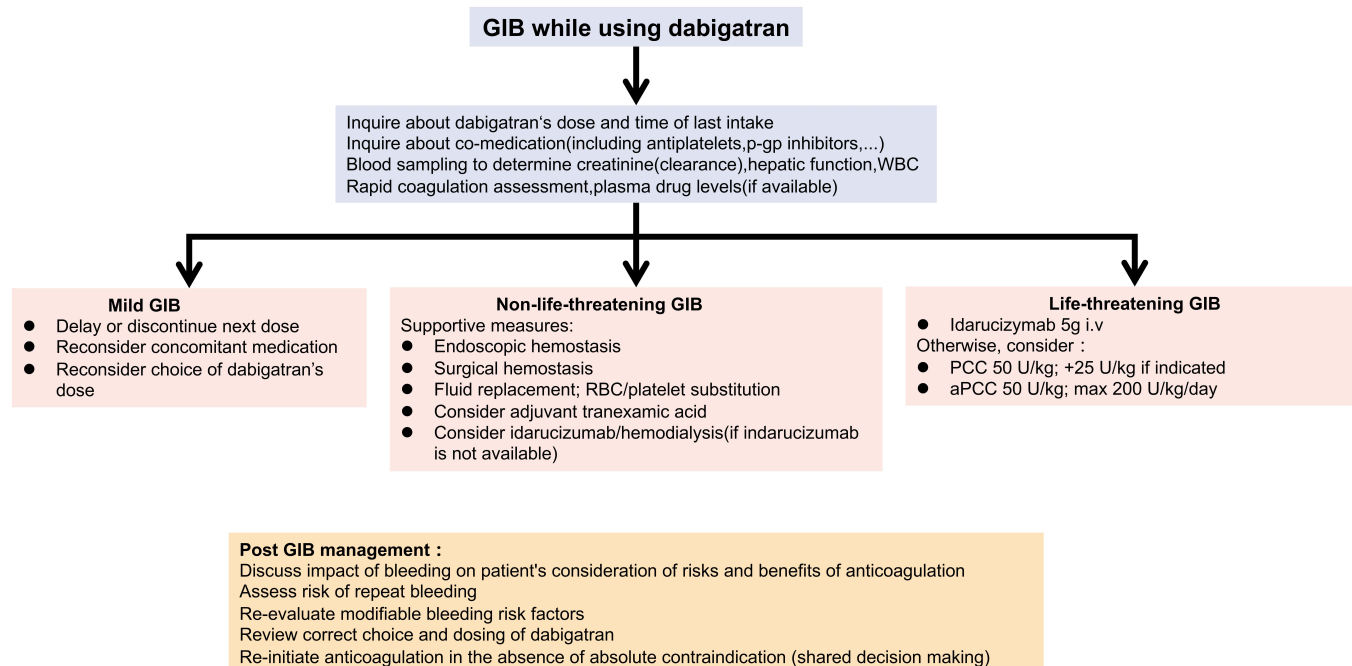 GIB while using dabigatran
Inquire about dabigatran‘s dose and time of last intake
Inquire about co-medication(including antiplatelets,p-gp inhibitors,...)
Blood sampling to determine creatinine(clearance),hepatic function,WBC
Rapid coagulation assessment,plasma drug levels(if available)
Mild GIB
● Delay or discontinue next dose
● Reconsider concomitant medication
● Reconsider choice of dabigatran’s
dose
Non-life-threatening GIB
Supportive measures:
● Endoscopic hemostasis
● Surgical hemostasis
● Fluid replacement; RBC/platelet substitution
● Consider adjuvant tranexamic acid
● Consider idarucizumab/hemodialysis(if indarucizumab
is not available)
Life-threatening GIB
● Idarucizymab 5g i.v
Otherwise, consider：
● PCC 50 U/kg; +25 U/kg if indicated
● aPCC 50 U/kg; max 200 U/kg/day
Post GIB management：
Discuss impact of bleeding on patient's consideration of risks and benefits of anticoagulation
Assess risk of repeat bleeding
Re-evaluate modifiable bleeding risk factors
Review correct choice and dosing of dabigatran
Re-initiate anticoagulation in the absence of absolute contraindication (shared decision making)